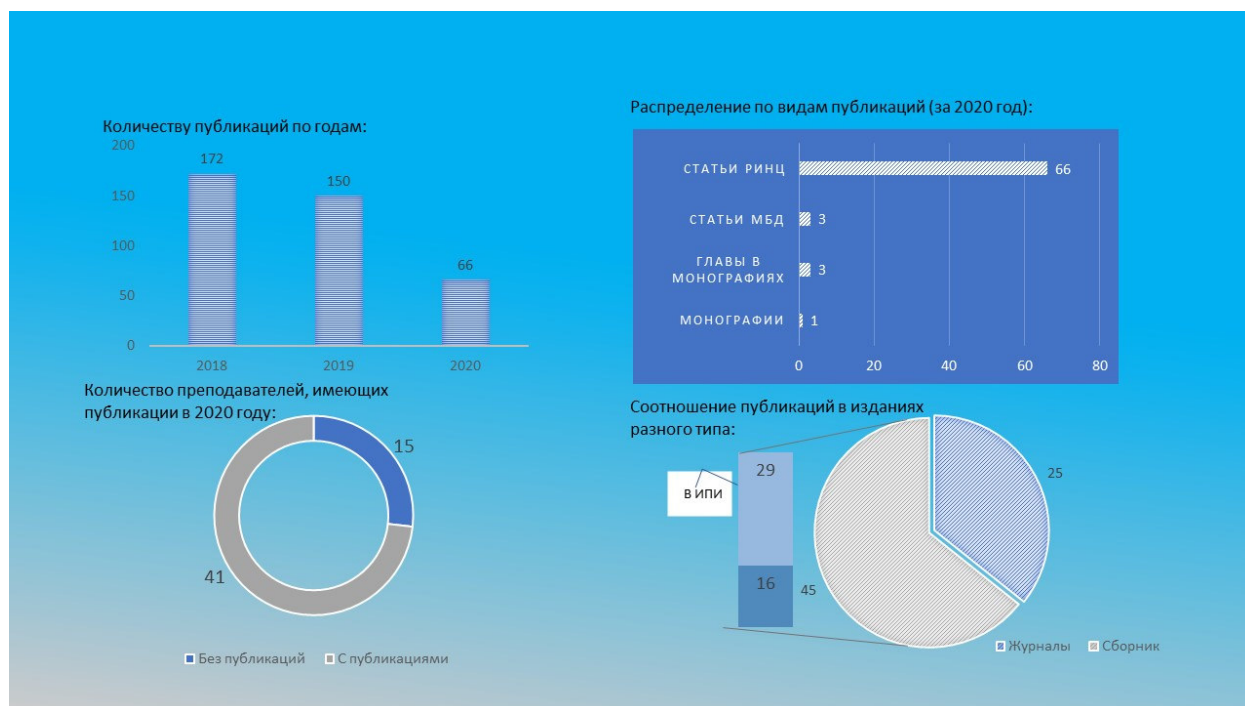 Количеству публикаций по годам:
200
150
100
50
0
172
150
66
2018
2019
2020
Распределение по видам публикаций (за 2020 год):
СТАТЬИ РИНЦ
66
СТАТЬИ МБД
3
ГЛАВЫ В
МОНОГРАФИЯХ
3
МОНОГРАФИИ
1
0
20
40
60
80
Количество преподавателей, имеющих
публикации в 2020 году:
15
41
Без публикаций
С публикациями
Соотношение публикаций в изданиях
разного типа:
В ИПИ
29
16
45
25
Журналы
Сборник